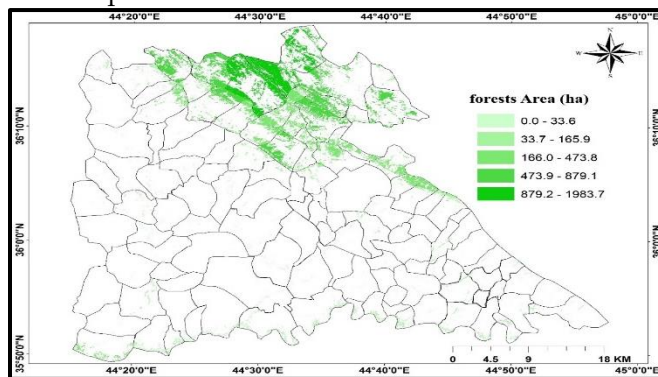 44°20'0"E 44°30'0"E 44°40'0"E 44°50'0"E 45°0'0"E
N
W E
S
forests Area (ha)
0.0 - 33.6
33.7 - 165.9
166.0 - 473.8
473.9 - 879.1
879.2 - 1983.7
36°10'0"N 36°10'0"N
36°0'0"N 36°0'0"N
35°50'0"N
0 4.5 9 18 KM
44°20'0"E 44°30'0"E 44°40'0"E 44°50'0"E 45°0'0"E